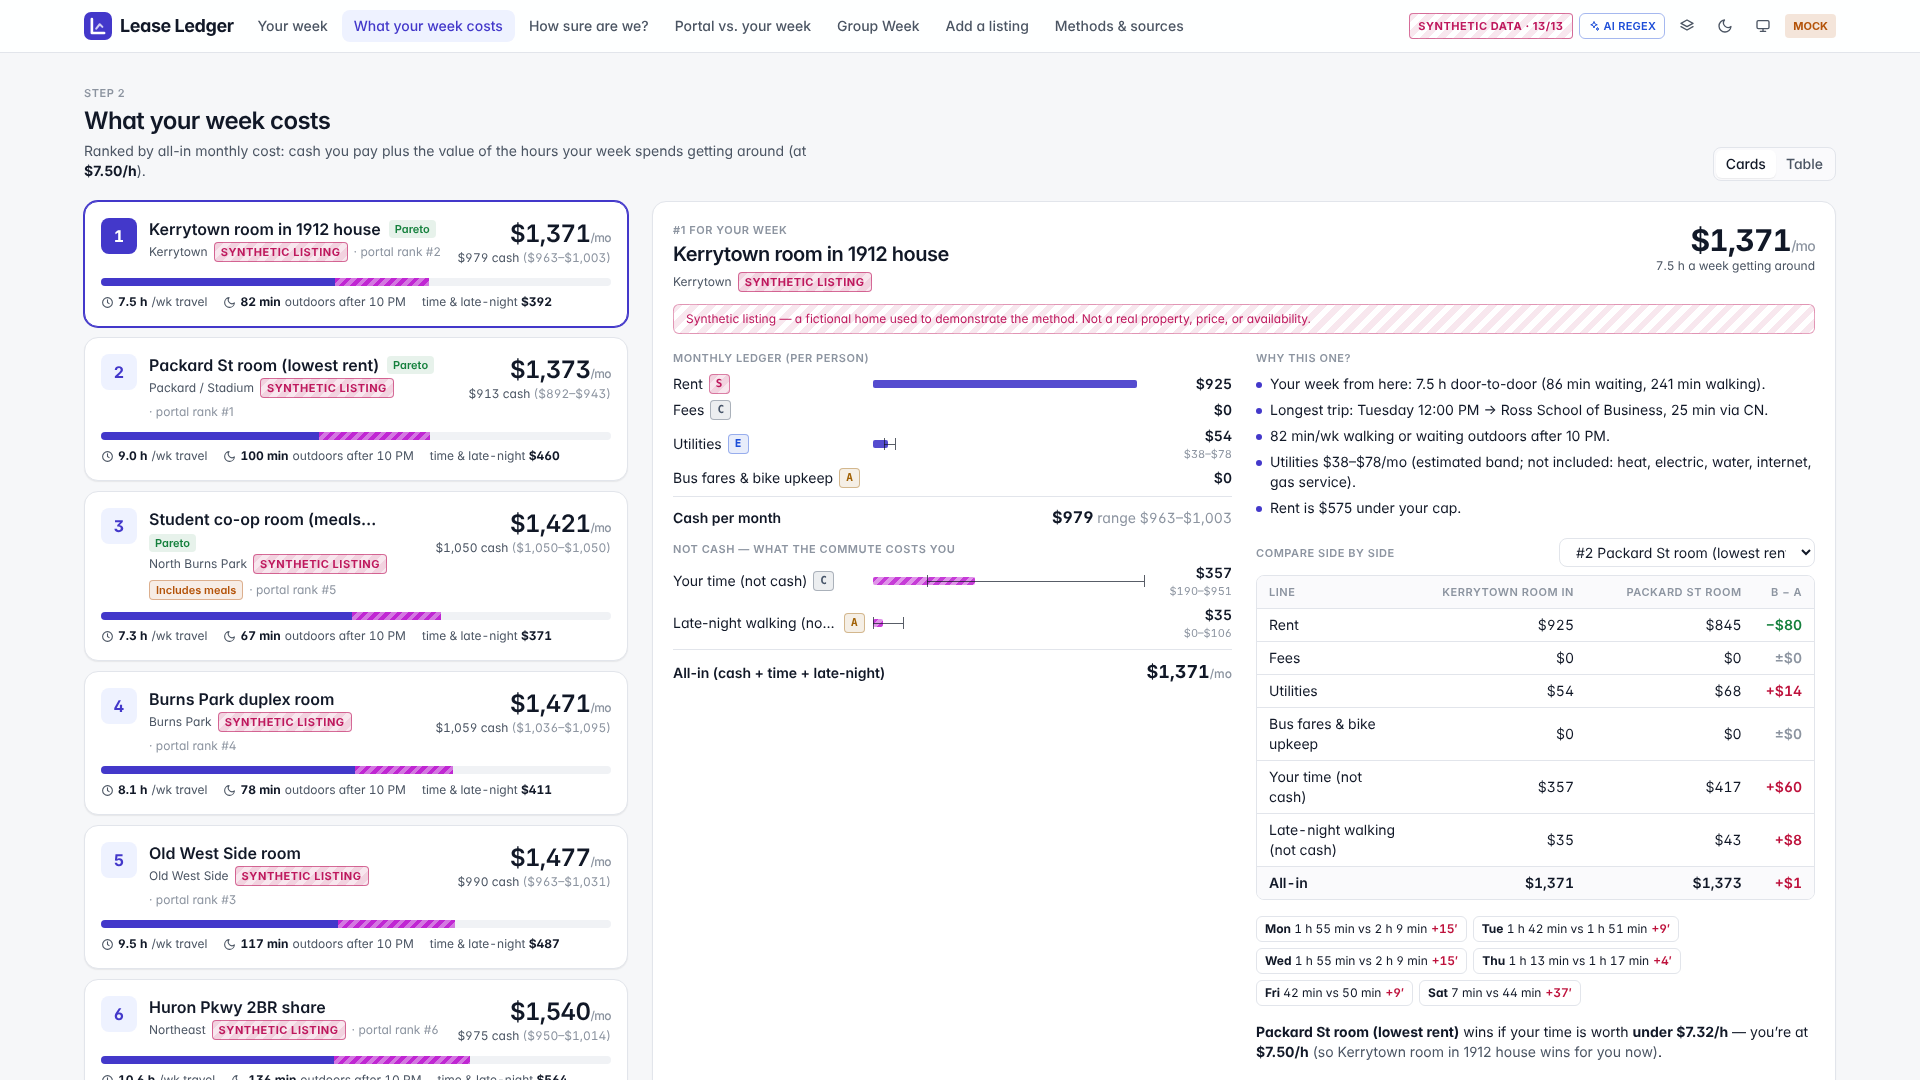 Lease Ledger
Your week
What your week costs
How sure are we?
Portal vs. your week
Group Week
Add a listing
Methods & sources
SYNTHETIC DATA · 13/13
AI REGEX
MOCK
STEP 2
What your week costs
Ranked by all-in monthly cost: cash you pay plus the value of the hours your week spends getting around (at
$7.50/h).
Cards
Table
1
Kerrytown room in 1912 house Pareto
Kerrytown SYNTHETIC LISTING · portal rank #2
$1,371/mo
$979 cash ($963–$1,003)
7.5 h /wk travel 82 min outdoors after 10 PM time & late-night $392
2
Packard St room (lowest rent) Pareto
Packard / Stadium SYNTHETIC LISTING
· portal rank #1
$1,373/mo
$913 cash ($892–$943)
9.0 h /wk travel 100 min outdoors after 10 PM time & late-night $460
3
Student co-op room (meals...
Pareto
North Burns Park SYNTHETIC LISTING
Includes meals · portal rank #5
$1,421/mo
$1,050 cash ($1,050–$1,050)
7.3 h /wk travel 67 min outdoors after 10 PM time & late-night $371
4
Burns Park duplex room
Burns Park SYNTHETIC LISTING
· portal rank #4
$1,471/mo
$1,059 cash ($1,036–$1,095)
8.1 h /wk travel 78 min outdoors after 10 PM time & late-night $411
5
Old West Side room
Old West Side SYNTHETIC LISTING
· portal rank #3
$1,477/mo
$990 cash ($963–$1,031)
9.5 h /wk travel 117 min outdoors after 10 PM time & late-night $487
6
Huron Pkwy 2BR share
Northeast SYNTHETIC LISTING · portal rank #6
$1,540/mo
$975 cash ($950–$1,014)
10.6 h /wk travel 136 min outdoors after 10 PM time & late-night $564
#1 FOR YOUR WEEK
Kerrytown room in 1912 house
Kerrytown SYNTHETIC LISTING
$1,371/mo
7.5 h a week getting around
Synthetic listing — a fictional home used to demonstrate the method. Not a real property, price, or availability.
MONTHLY LEDGER (PER PERSON)
Rent S $925
Fees C $0
Utilities E $54
$38–$78
Bus fares & bike upkeep A $0
Cash per month $979 range $963–$1,003
NOT CASH — WHAT THE COMMUTE COSTS YOU
Your time (not cash) C $357
$190–$951
Late-night walking (no... A $35
$0–$106
All-in (cash + time + late-night) $1,371/mo
WHY THIS ONE?
Your week from here: 7.5 h door-to-door (86 min waiting, 241 min walking).
Longest trip: Tuesday 12:00 PM → Ross School of Business, 25 min via CN.
82 min/wk walking or waiting outdoors after 10 PM.
Utilities $38–$78/mo (estimated band; not included: heat, electric, water, internet,
gas service).
Rent is $575 under your cap.
COMPARE SIDE BY SIDE
#2 Packard St room (lowest ren
LINE KERRYTOWN ROOM IN PACKARD ST ROOM B − A
Rent $925 $845 −$80
Fees $0 $0 ±$0
Utilities $54 $68 +$14
Bus fares & bike
upkeep $0 $0 ±$0
Your time (not
cash) $357 $417 +$60
Late-night walking
(not cash) $35 $43 +$8
All-in $1,371 $1,373 +$1
Mon 1 h 55 min vs 2 h 9 min +15′ Tue 1 h 42 min vs 1 h 51 min +9′
Wed 1 h 55 min vs 2 h 9 min +15′ Thu 1 h 13 min vs 1 h 17 min +4′
Fri 42 min vs 50 min +9′ Sat 7 min vs 44 min +37′
Packard St room (lowest rent) wins if your time is worth under $7.32/h — you're at
$7.50/h (so Kerrytown room in 1912 house wins for you now).